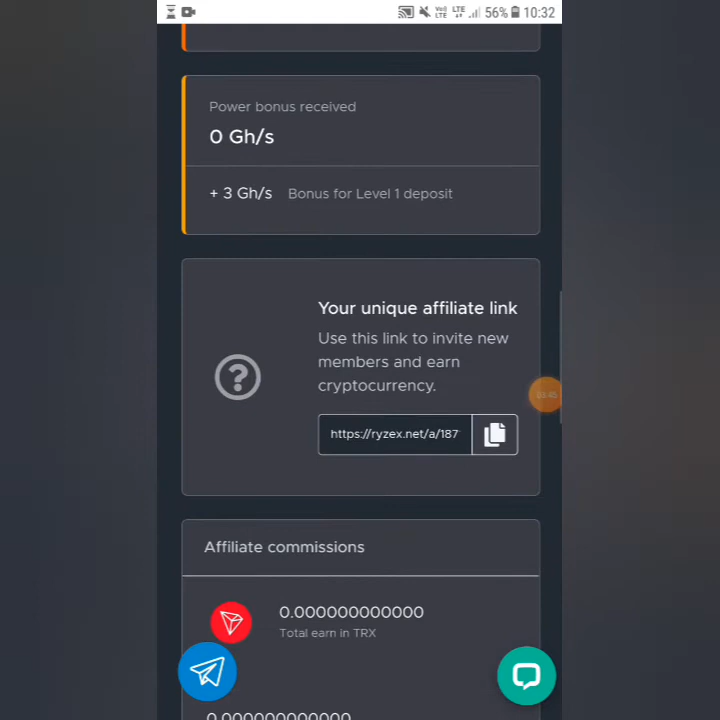 56% 10:32
Power bonus received
0 Gh/s
+ 3 Gh/s Bonus for Level 1 deposit
Your unique affiliate link
Use this link to invite new
members and earn
cryptocurrency.
https://ryzex.net/a/187
Affiliate commissions
0.000000000000
Total earn in TRX
0.000000000000